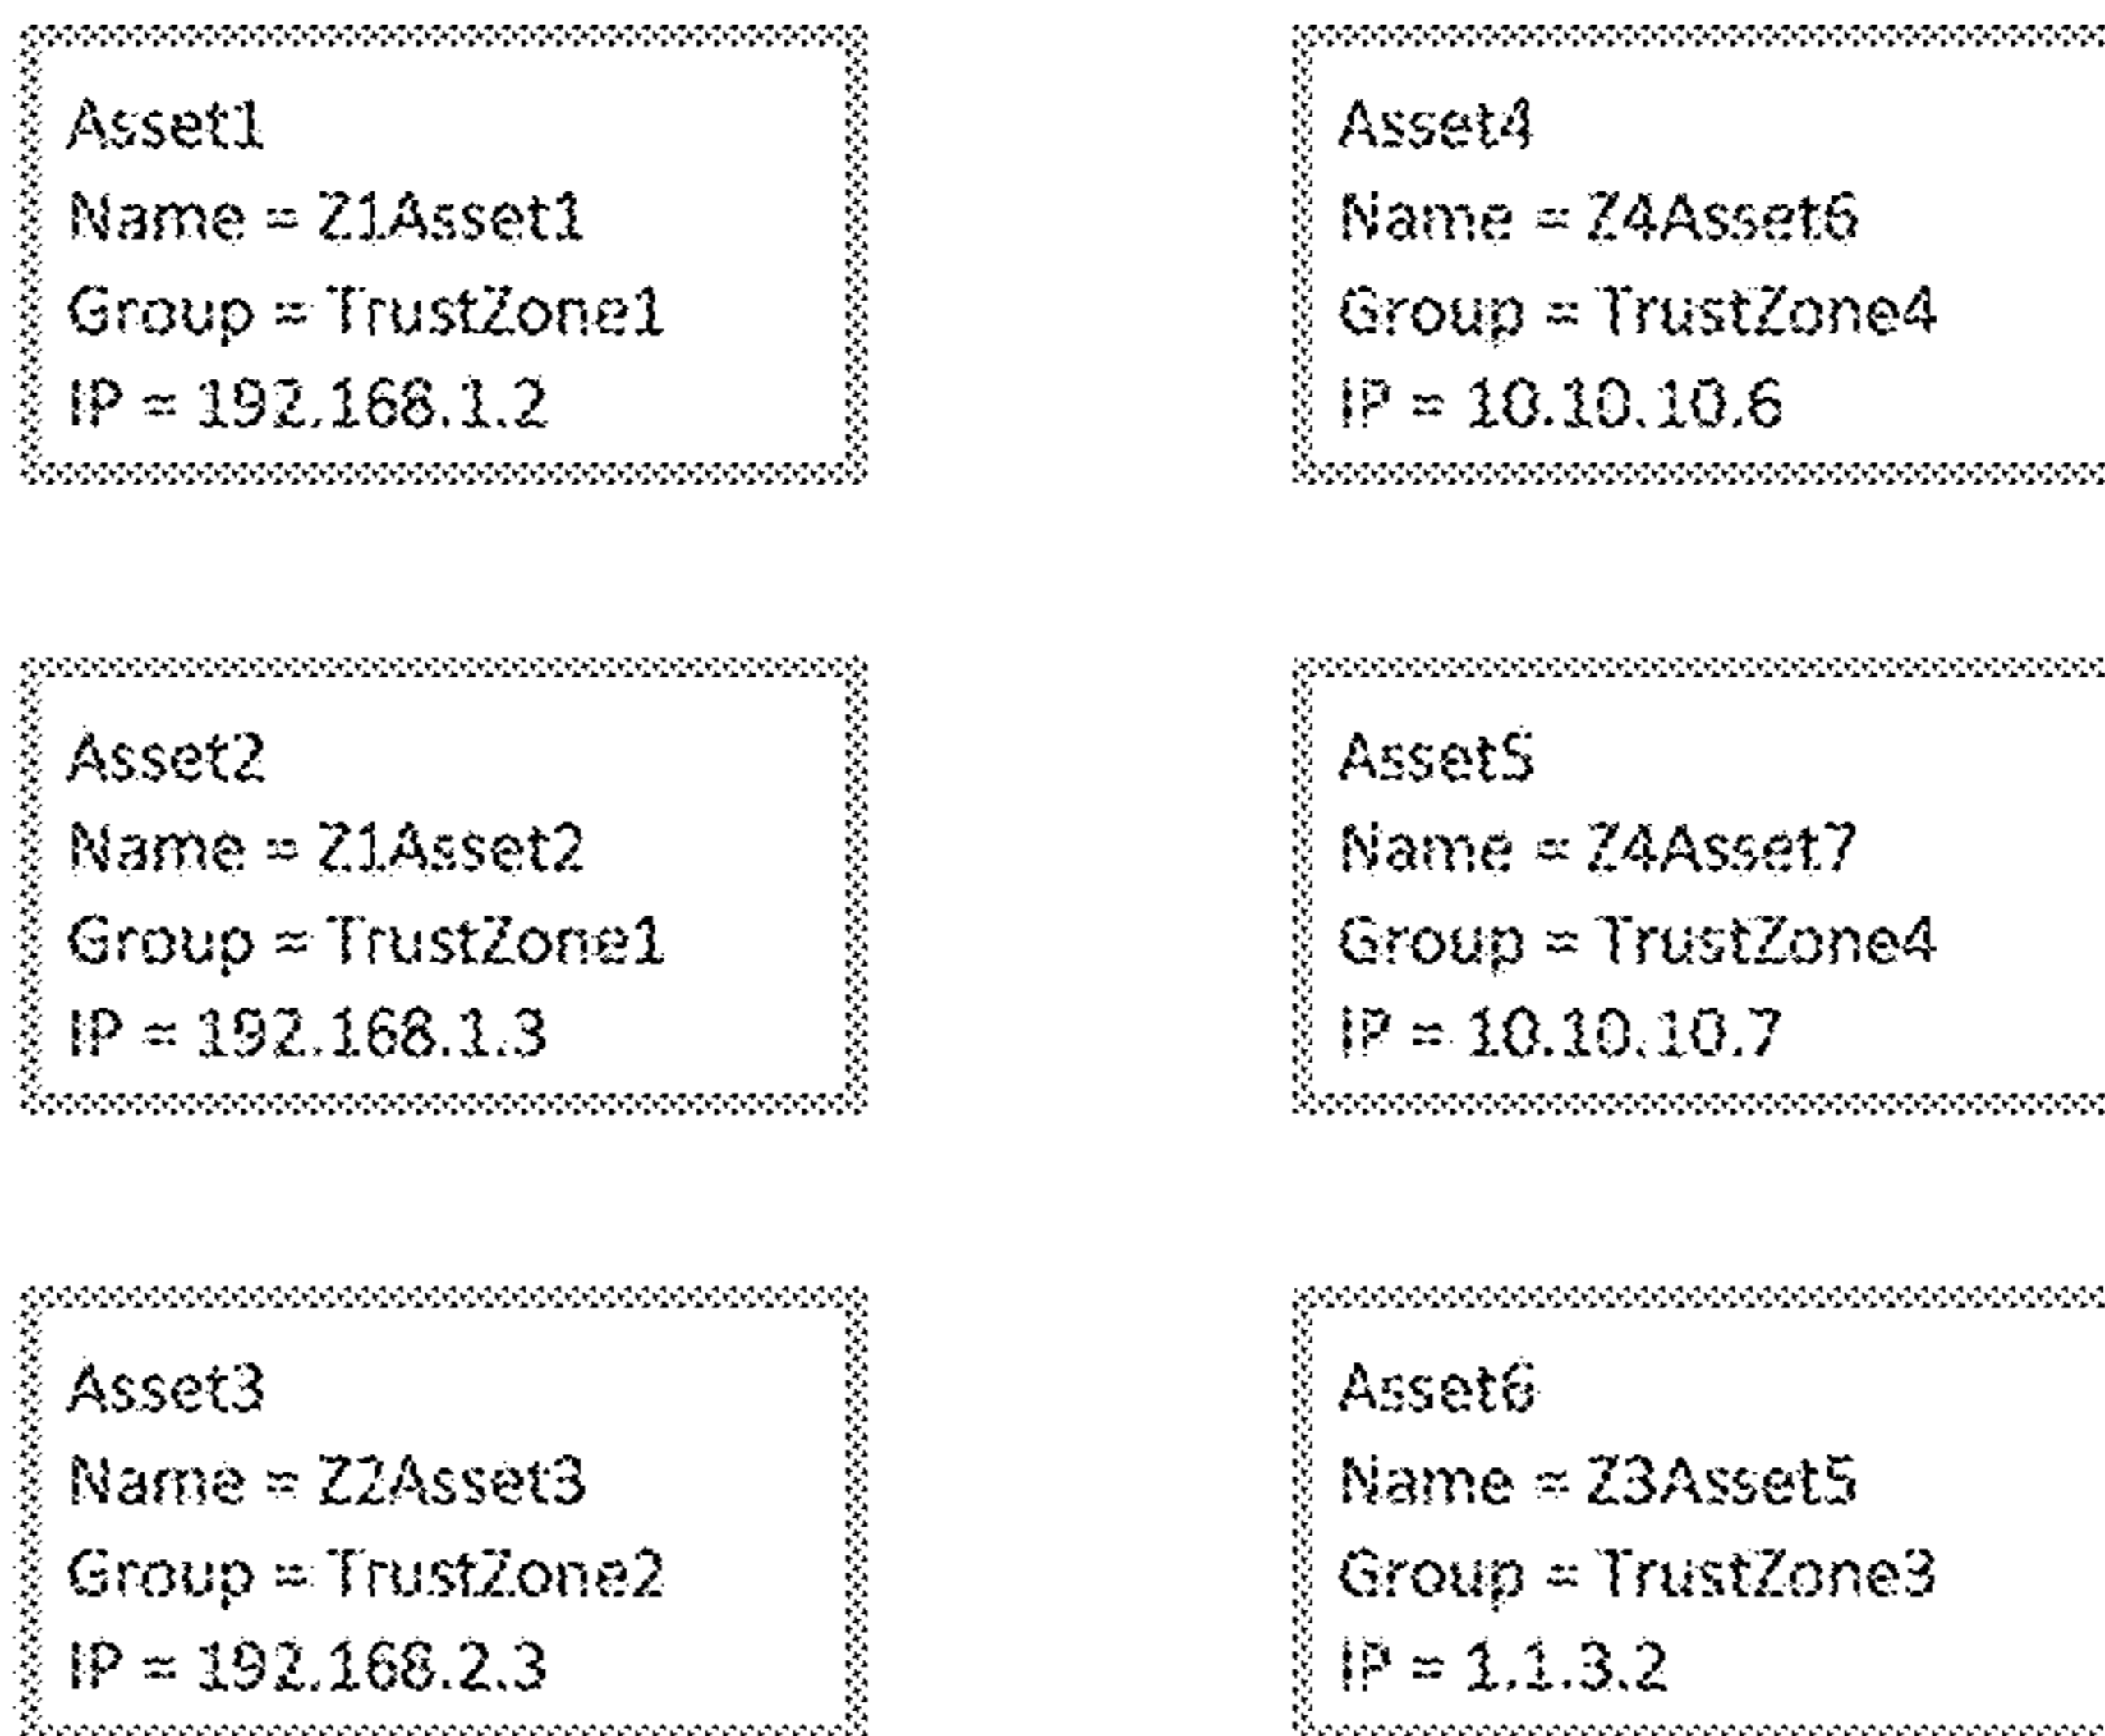 Asset1
Name = Z1Asset1
Group = TrustZone1
IP = 192.168.1.2
Asset2
Name = Z1Asset2
Group = TrustZone1
IP = 192.168.1.3
Asset3
Name = Z2Asset3
Group = TrustZone2
IP = 192.168.2.3
Asset4
Name = Z4Asset6
Group = TrustZone4
IP = 10.10.10.6
Asset5
Name = Z4Asset7
Group = TrustZone4
IP = 10.10.10.7
Asset6
Name = Z3Asset5
Group = TrustZone3
IP = 1.1.3.2